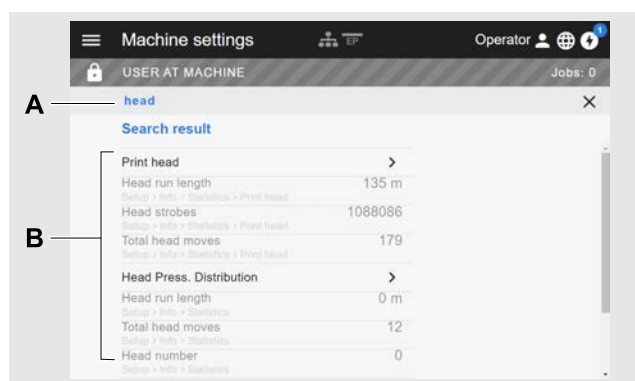 Machine settings
EP
Operator
1
USER AT MACHINE
Jobs: 0
A
head
Search result
B
Print head
Head run length 135 m
Setup > Info > Statistics > Print head
Head strobes 1088086
Setup > Info > Statistics > Print head
Total head moves 179
Setup > Info > Statistics > Print head
Head Press. Distribution
Head run length 0 m
Setup > Info > Statistics
Total head moves 12
Setup > Info > Statistics
Head number 0
Setup > Info > Statistics